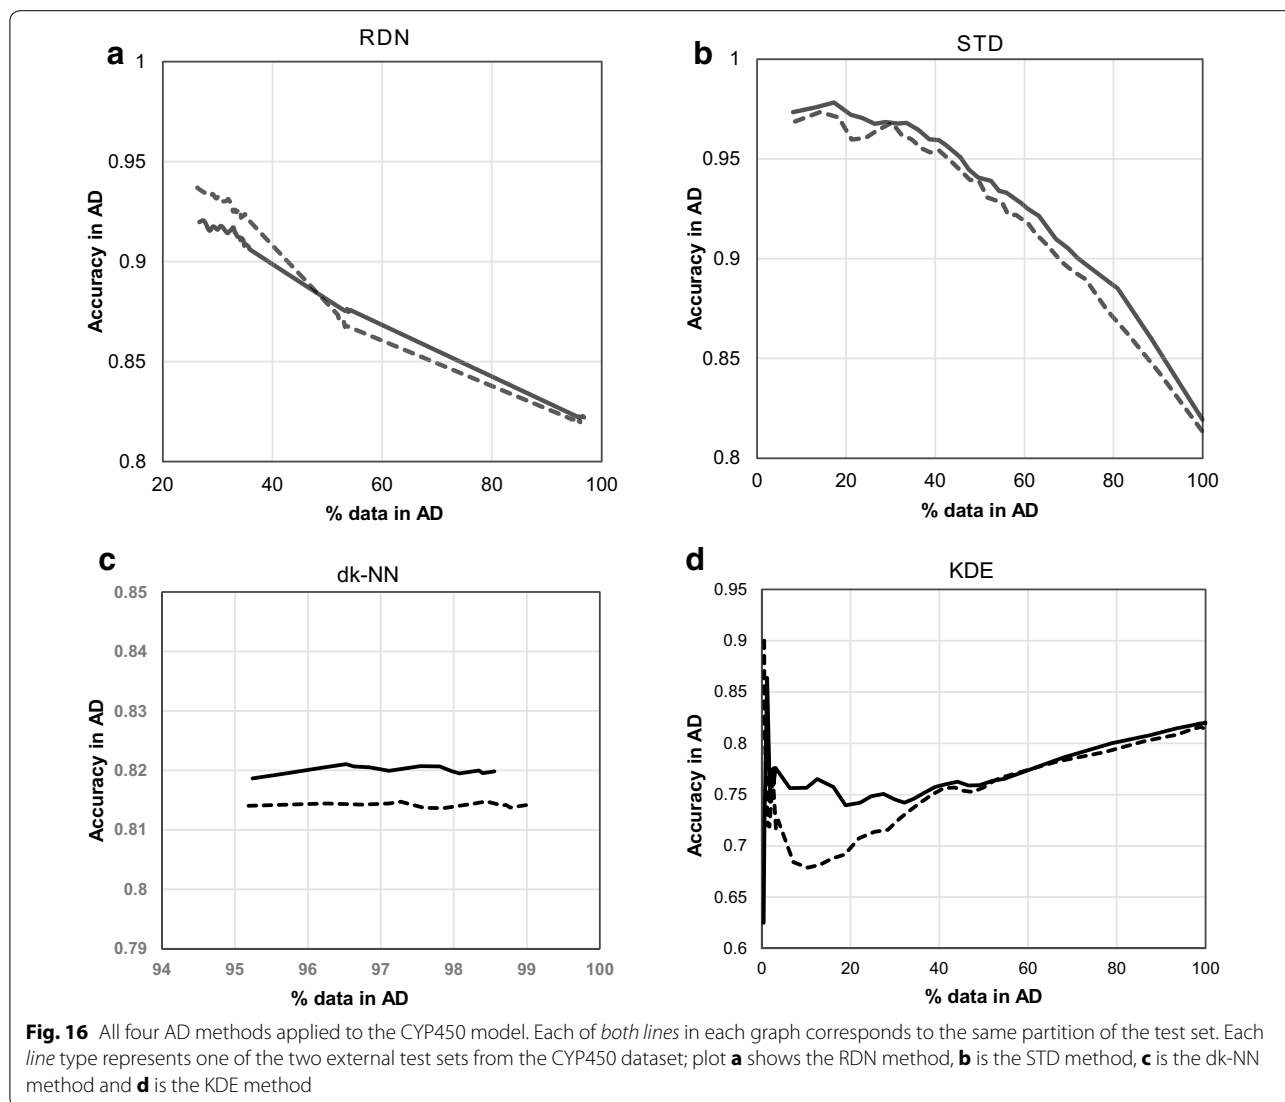 a
RDN
1
0.95
0.9
0.85
0.8
Accuracy in AD
20 40 60 80 100
% data in AD
b
STD
1
0.95
0.9
0.85
0.8
Accuracy in AD
0 20 40 60 80 100
% data in AD
c
dk-NN
0.85
0.84
0.83
0.82
0.81
0.8
0.79
Accuracy in AD
94 95 96 97 98 99 100
% data in AD
d
KDE
0.95
0.9
0.85
0.8
0.75
0.7
0.65
0.6
Accuracy in AD
0 20 40 60 80 100
% data in AD
Fig. 16 All four AD methods applied to the CYP450 model. Each of both lines in each graph corresponds to the same partition of the test set. Each
line type represents one of the two external test sets from the CYP450 dataset; plot a shows the RDN method, b is the STD method, c is the dk-NN
method and d is the KDE method